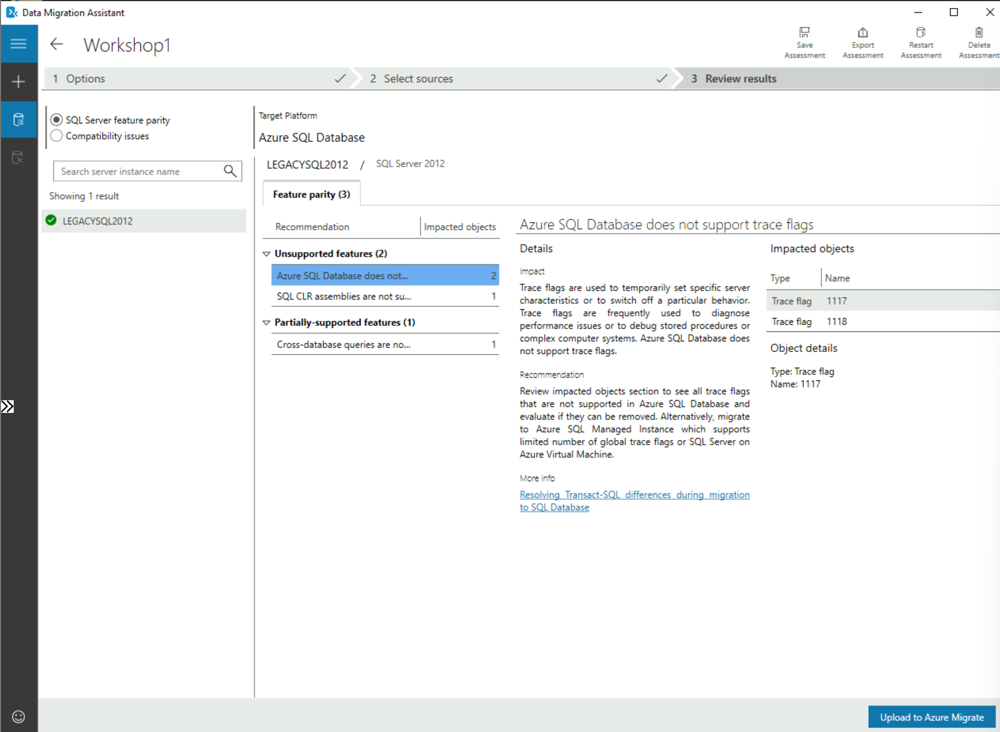 Data Migration Assistant
Workshop1
Save Assessment
Export Assessment
Restart Assessment
Delete Assessment
1 Options
2 Select sources
3 Review results
SQL Server feature parity
Compatibility issues
Search server instance name
Showing 1 result
LEGACYSQL2012
Target Platform
Azure SQL Database
LEGACYSQL2012 / SQL Server 2012
Feature parity (3)
Recommendation Impacted objects
Unsupported features (2)
Azure SQL Database does not... 2
SQL CLR assemblies are not su... 1
Partially-supported features (1)
Cross-database queries are no... 1
Azure SQL Database does not support trace flags
Details
Impact
Trace flags are used to temporarily set specific server
characteristics or to switch off a particular behavior.
Trace flags are frequently used to diagnose
performance issues or to debug stored procedures or
complex computer systems. Azure SQL Database does
not support trace flags.
Recommendation
Review impacted objects section to see all trace flags
that are not supported in Azure SQL Database and
evaluate if they can be removed. Alternatively, migrate
to Azure SQL Managed Instance which supports
limited number of global trace flags or SQL Server on
Azure Virtual Machine.
More info
Resolving Transact-SQL differences during migration
to SQL Database
Impacted objects
Type Name
Trace flag 1117
Trace flag 1118
Object details
Type: Trace flag
Name: 1117
Upload to Azure Migrate